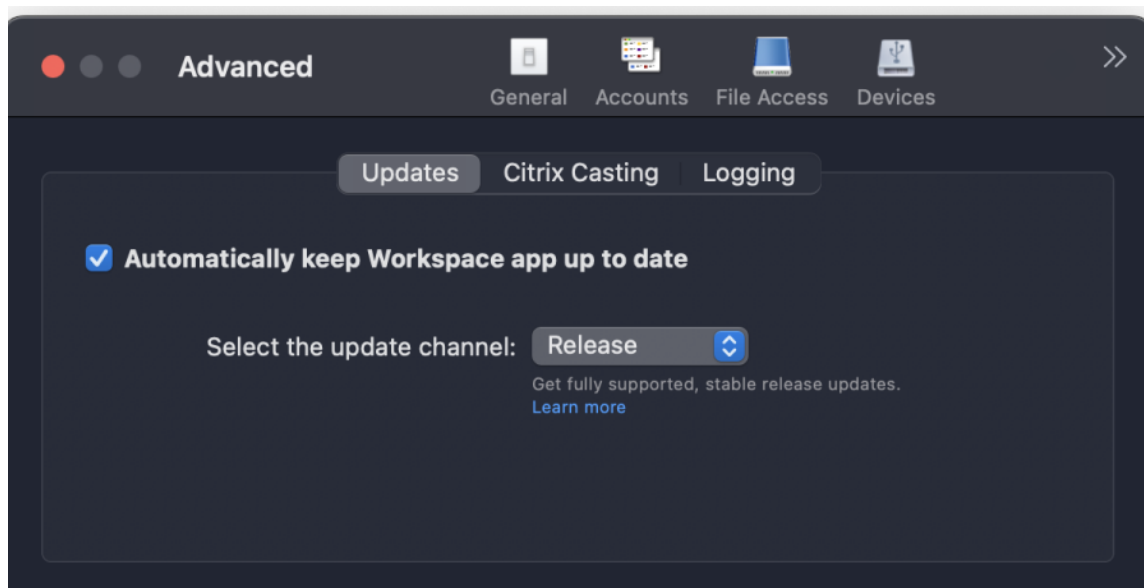 Advanced
General Accounts File Access Devices
Updates Citrix Casting Logging
Automatically keep Workspace app up to date
Select the update channel: Release
Get fully supported, stable release updates.
Learn more